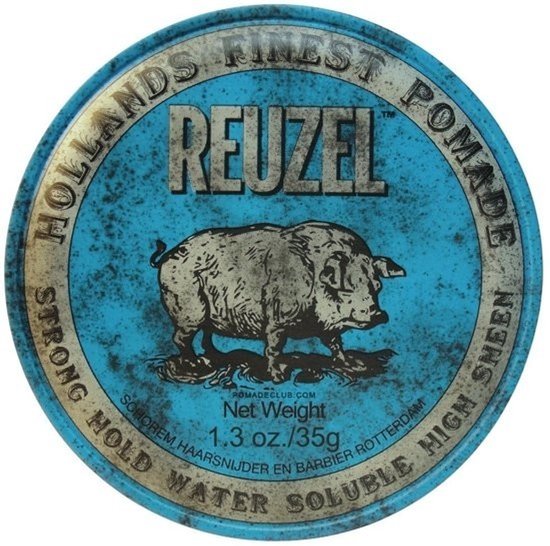 HOLLANDS FINEST POMADE
REUZEL™
POMADECLUB.COM
Net Weight
1.3 oz./35g
SCHOREM HAARSNIJDER EN BARBIER ROTTERDAM
STRONG HOLD WATER SOLUBLE HIGH SHEEN